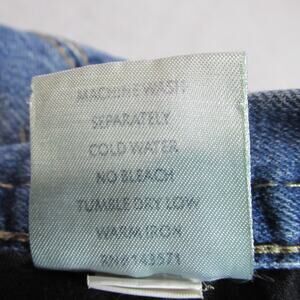 MACHINE WASH
SEPARATELY
COLD WATER
NO BLEACH
TUMBLE DRY LOW
WARM IRON
RN#143571